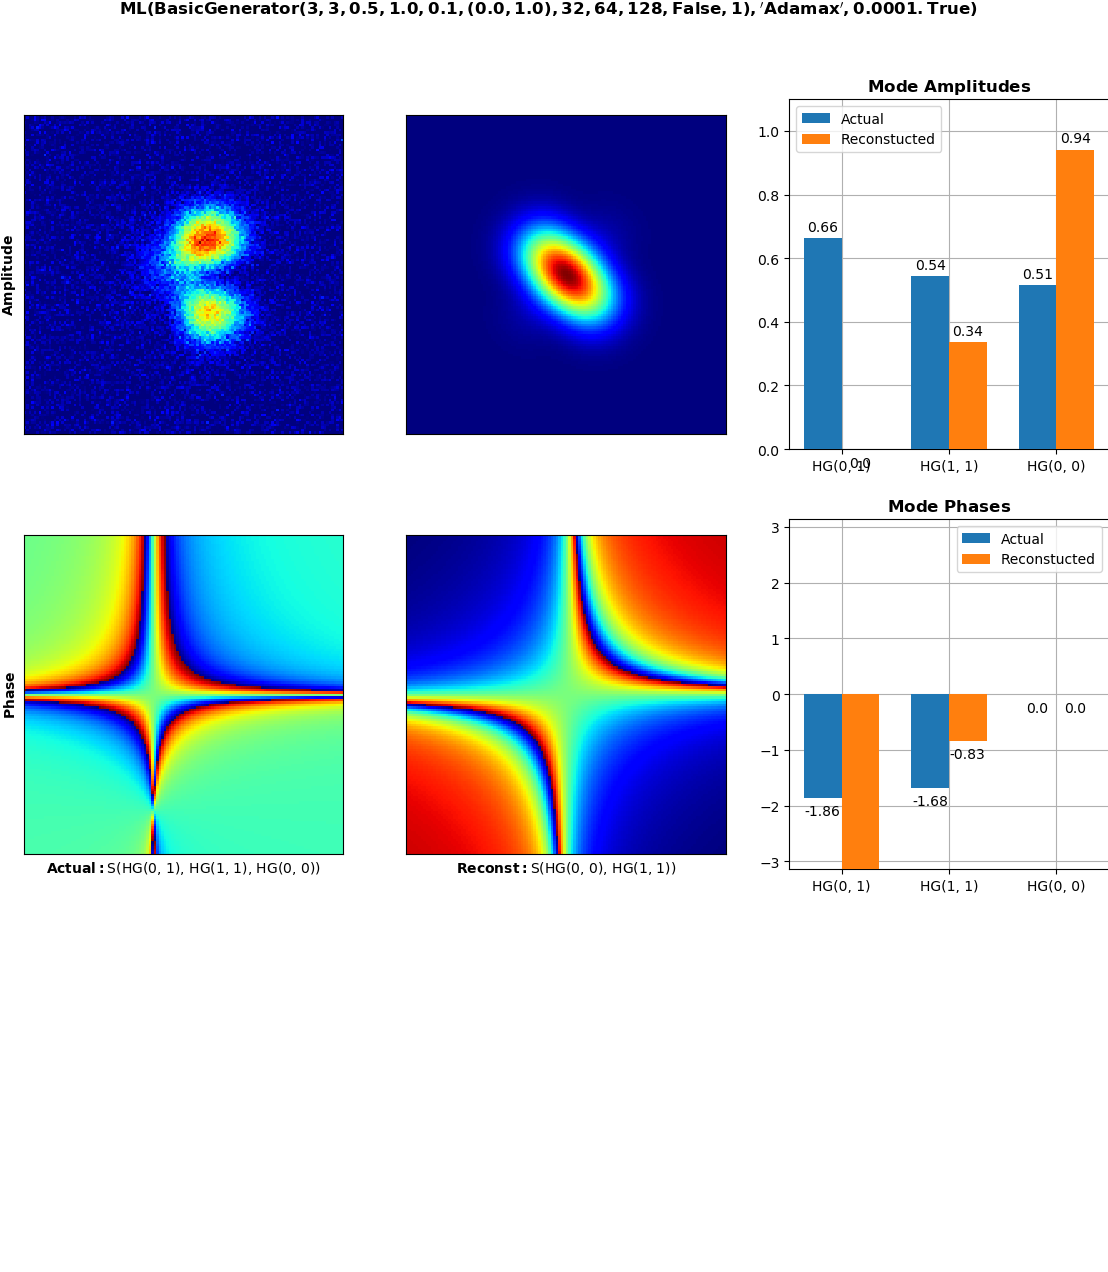 ML(BasicGenerator(3, 3, 0.5, 1.0, 0.1, (0.0, 1.0), 32, 64, 128, False, 1), 'Adamax', 0.0001. True)
Amplitude
Mode Amplitudes
Actual
Reconstucted
1.0
0.8
0.6
0.4
0.2
0.0
0.66
0.0
0.54
0.34
0.51
0.94
HG(0, 1)
HG(1, 1)
HG(0, 0)
Phase
Actual: S(HG(0, 1), HG(1, 1), HG(0, 0))
Reconst: S(HG(0, 0), HG(1, 1))
Mode Phases
Actual
Reconstucted
3
2
1
0
−1
−2
−3
-1.86
-1.68
-0.83
0.0
0.0
HG(0, 1)
HG(1, 1)
HG(0, 0)